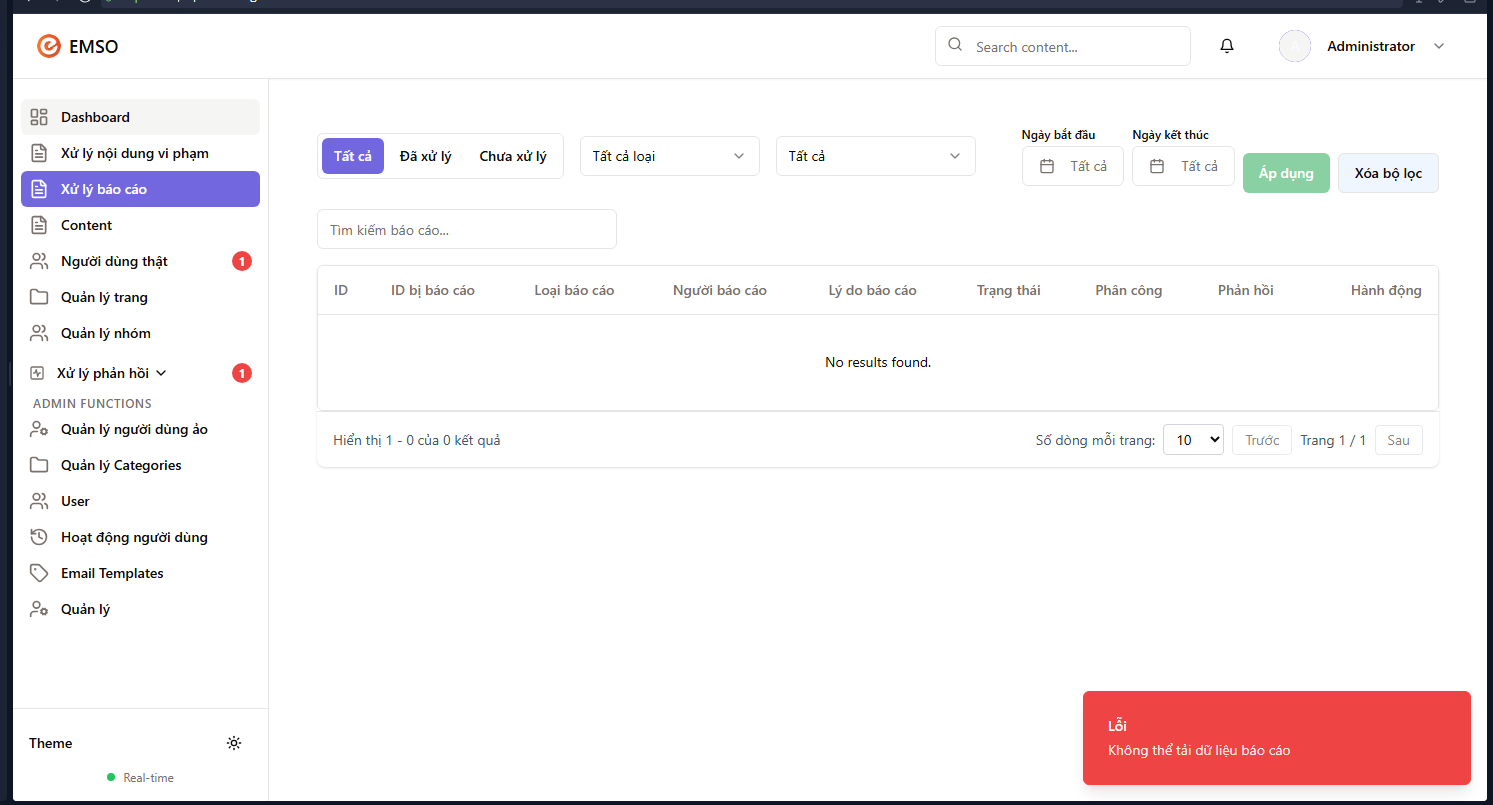 EMSO
Search content...
Administrator
Dashboard
Xử lý nội dung vi phạm
Xử lý báo cáo
Content
Người dùng thật
1
Quản lý trang
Quản lý nhóm
Xử lý phản hồi
1
ADMIN FUNCTIONS
Quản lý người dùng ảo
Quản lý Categories
User
Hoạt động người dùng
Email Templates
Quản lý
Theme
Real-time
Tất cả Đã xử lý Chưa xử lý
Tất cả loại
Tất cả
Ngày bắt đầu
Tất cả
Ngày kết thúc
Tất cả
Áp dụng
Xóa bộ lọc
Tìm kiếm báo cáo...
ID ID bị báo cáo Loại báo cáo Người báo cáo Lý do báo cáo Trạng thái Phân công Phản hồi Hành động
No results found.
Hiển thị 1 - 0 của 0 kết quả
Số dòng mỗi trang: 10 Trước Trang 1 / 1 Sau
Lỗi
Không thể tải dữ liệu báo cáo